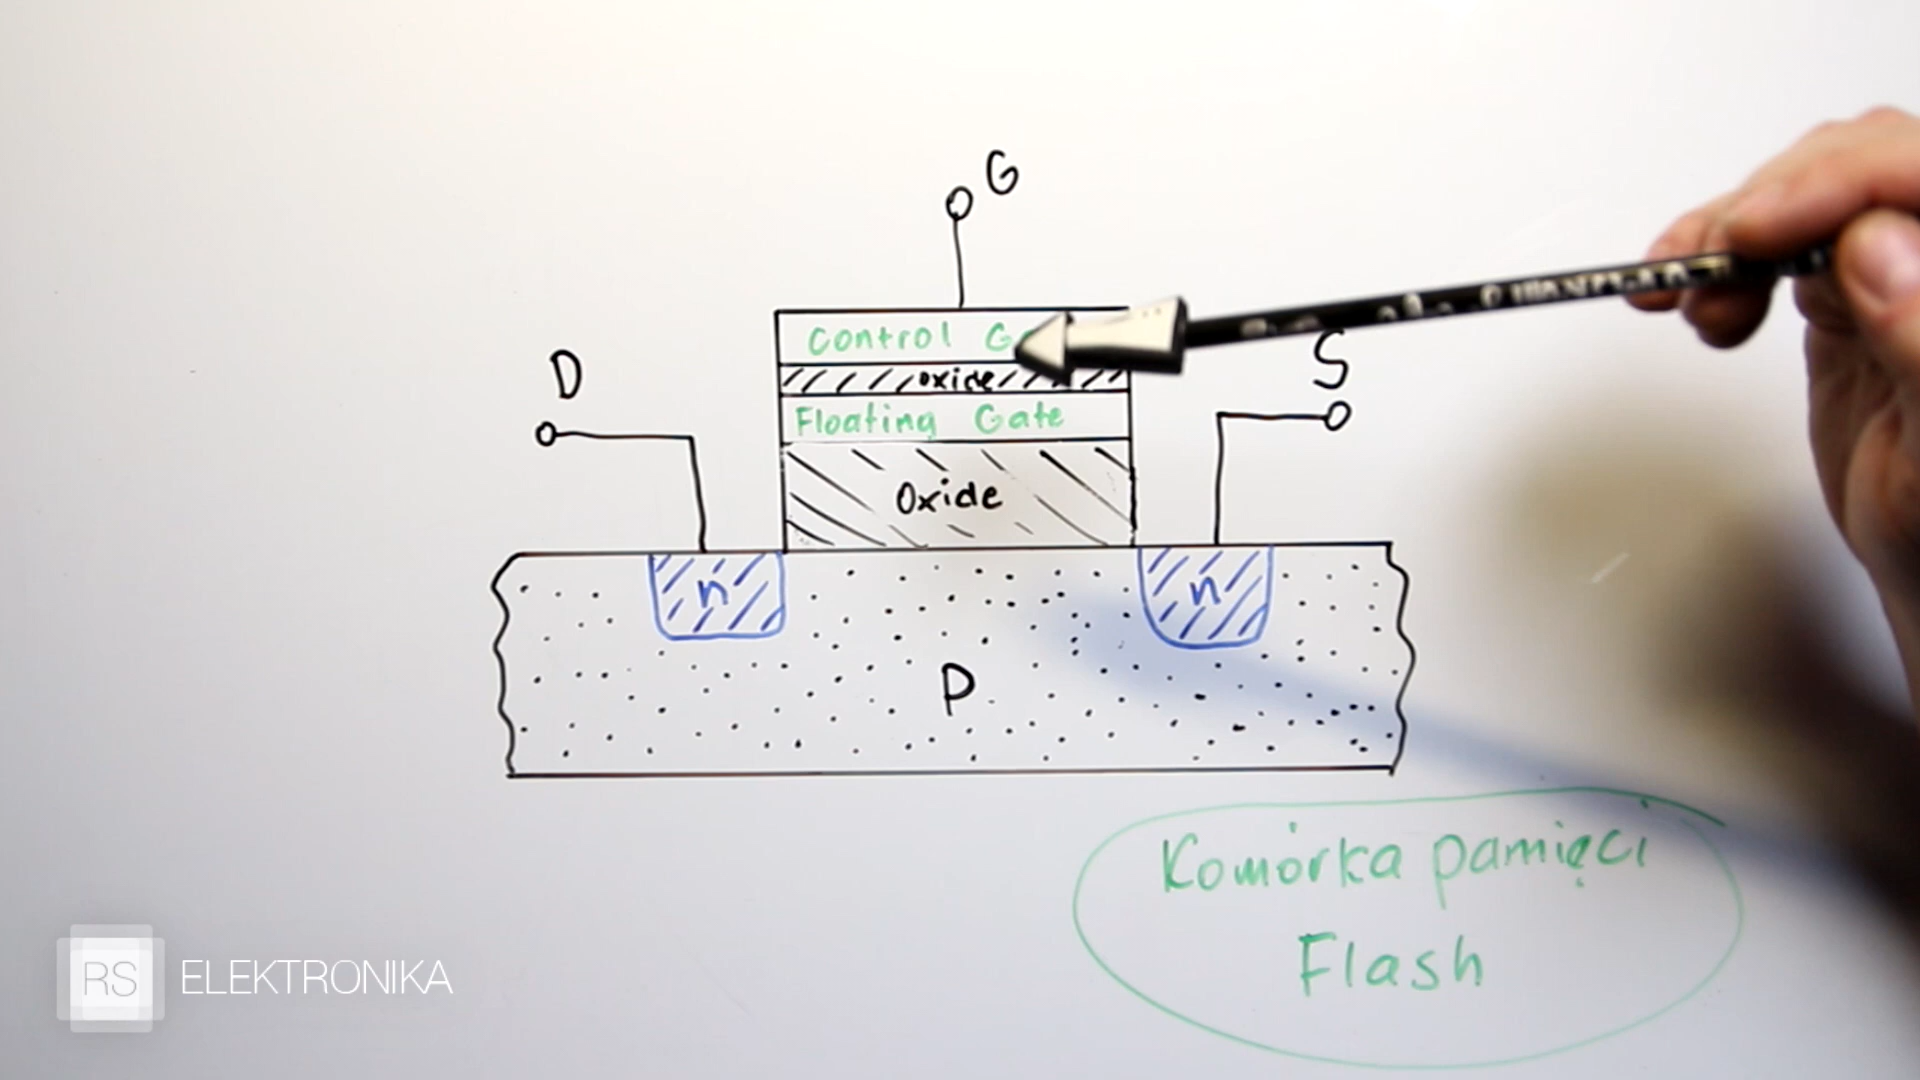 G
D
S
Control G
oxide
Floating Gate
Oxide
n
n
P
Komórka pamięci
Flash
RS ELEKTRONIKA